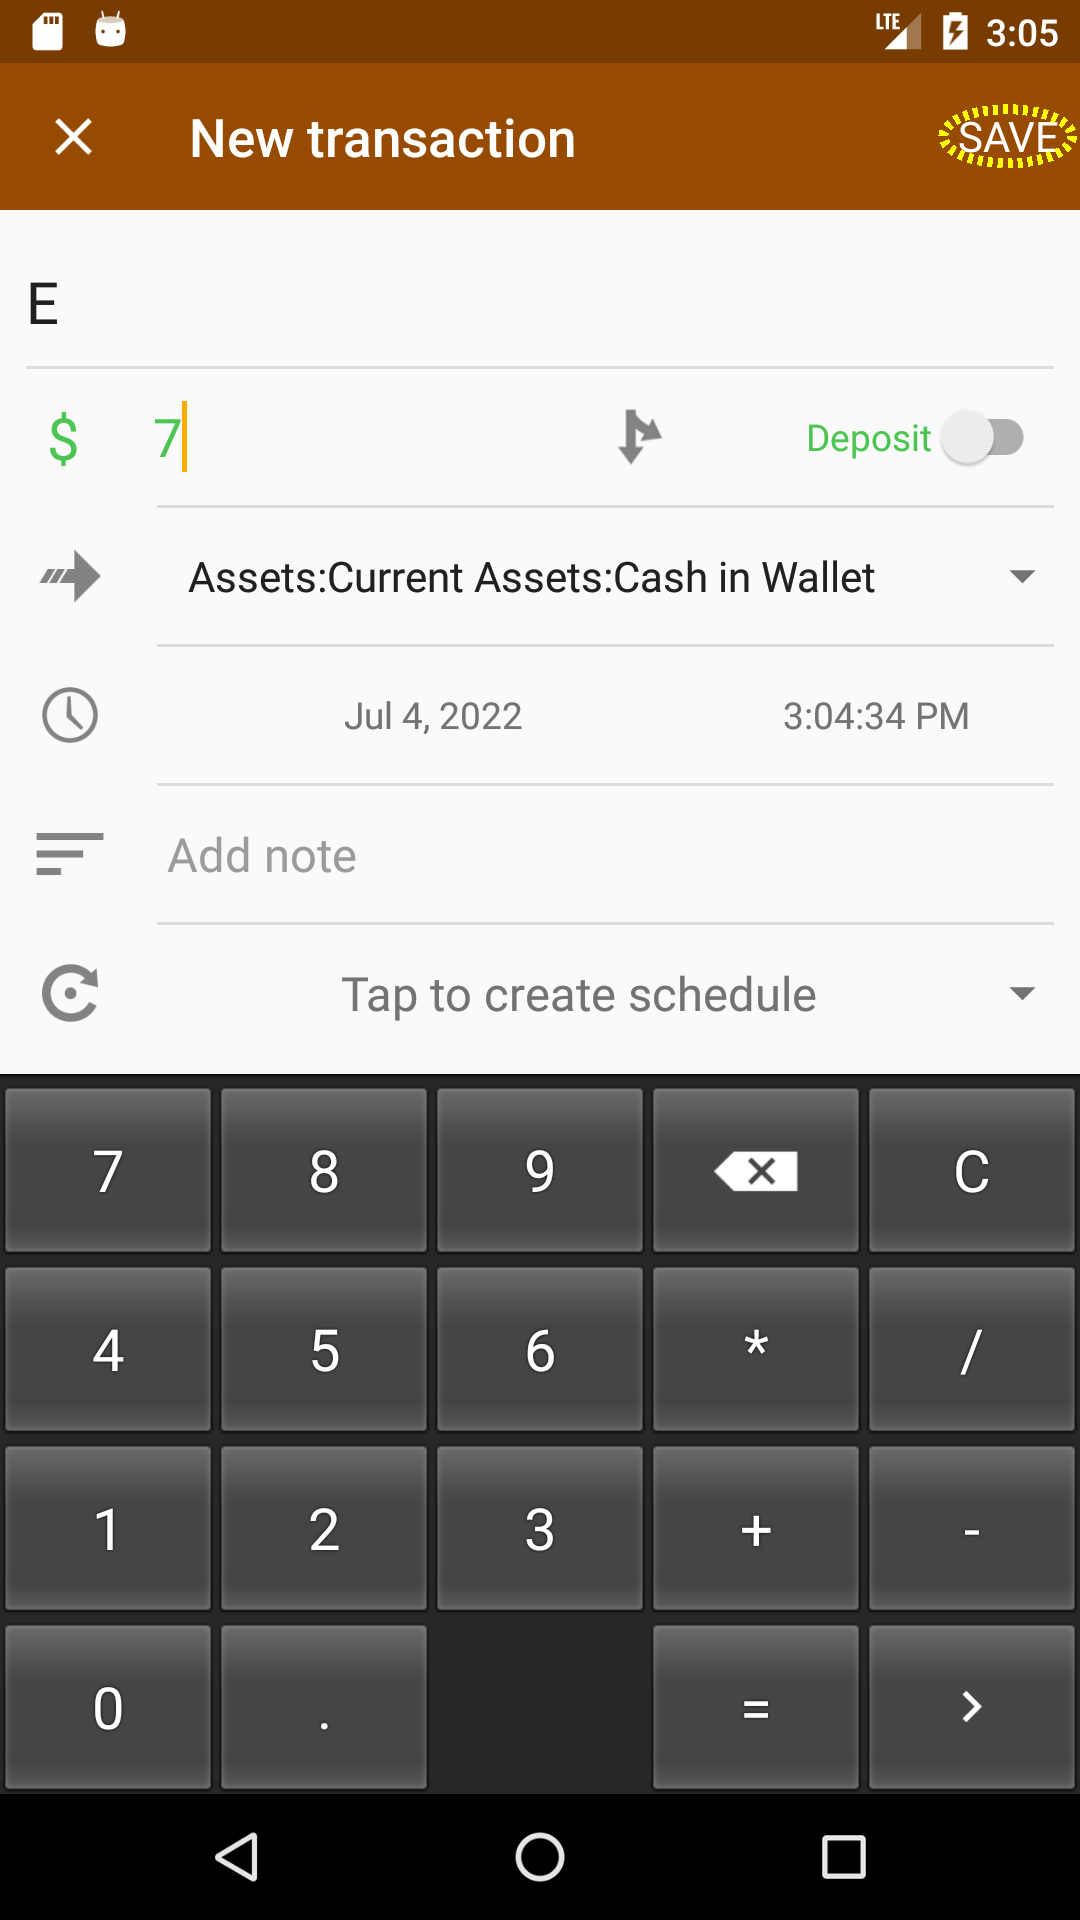 LTE 3:05
New transaction SAVE
E
$ 7 Deposit
Assets:Current Assets:Cash in Wallet
Jul 4, 2022 3:04:34 PM
Add note
Tap to create schedule
7 8 9 C
4 5 6 * /
1 2 3 + -
0 . = >